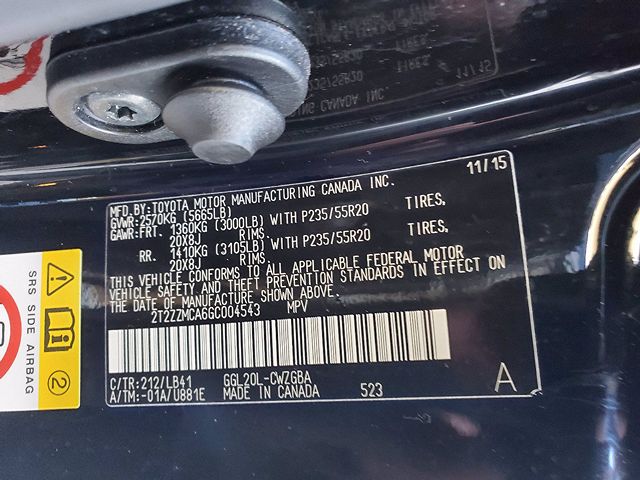 MFD.BY:TOYOTA MOTOR MANUFACTURING CANADA INC. 11/15
GVWR:2570KG (5665LB)
GAWR:FRT. 1360KG (3000LB) WITH P235/55R20 TIRES,
20X8J RIMS,
RR. 1410KG (3105LB) WITH P235/55R20 TIRES,
20X8J RIMS,
THIS VEHICLE CONFORMS TO ALL APPLICABLE FEDERAL MOTOR
VEHICLE SAFETY AND THEFT PREVENTION STANDARDS IN EFFECT ON
THE DATE OF MANUFACTURE SHOWN ABOVE.
2T2ZZMCA6GC004543 MPV
C/TR:212/LB41 GGL20L-CWZGBA
A/TM:-01A/U881E MADE IN CANADA 523 A
SRS SIDE AIRBAG
2